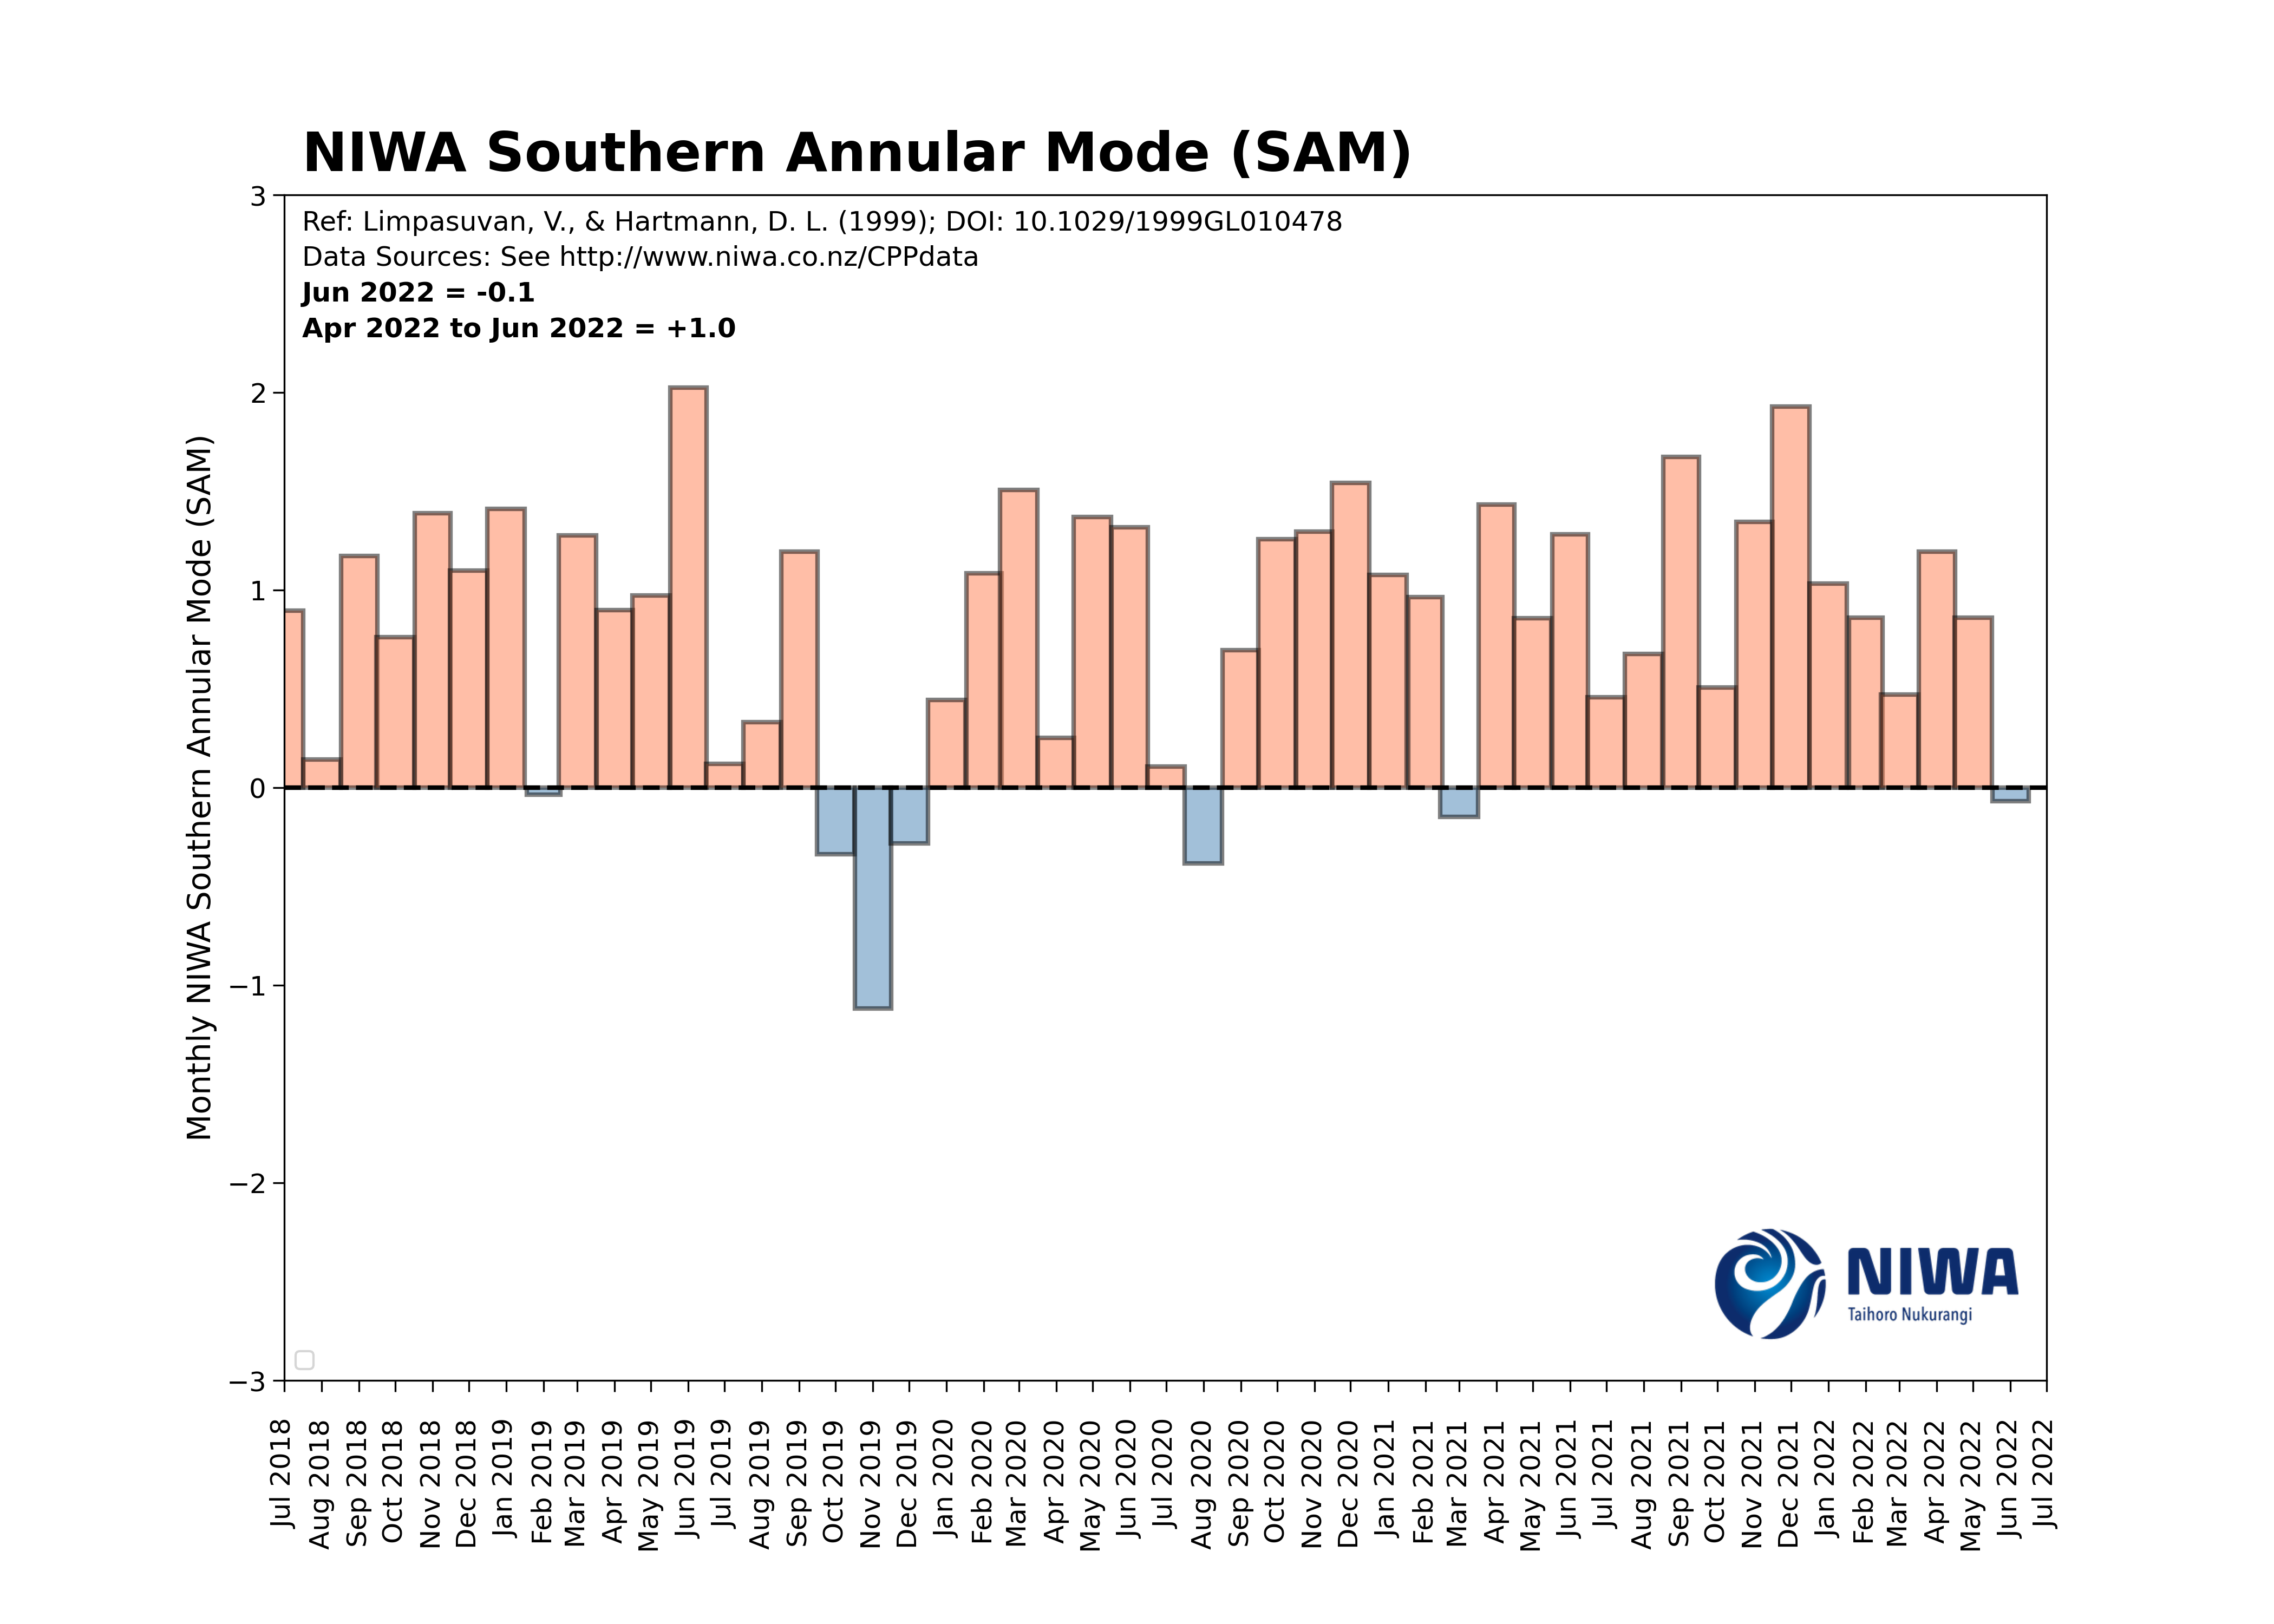 NIWA Southern Annular Mode (SAM)
Ref: Limpasuvan, V., & Hartmann, D. L. (1999); DOI: 10.1029/1999GL010478
Data Sources: See http://www.niwa.co.nz/CPPdata
Jun 2022 = -0.1
Apr 2022 to Jun 2022 = +1.0
Monthly NIWA Southern Annular Mode (SAM)
3
2
1
0
−1
−2
−3
NIWA
Taihoro Nukurangi
Jul 2018
Aug 2018
Sep 2018
Oct 2018
Nov 2018
Dec 2018
Jan 2019
Feb 2019
Mar 2019
Apr 2019
May 2019
Jun 2019
Jul 2019
Aug 2019
Sep 2019
Oct 2019
Nov 2019
Dec 2019
Jan 2020
Feb 2020
Mar 2020
Apr 2020
May 2020
Jun 2020
Jul 2020
Aug 2020
Sep 2020
Oct 2020
Nov 2020
Dec 2020
Jan 2021
Feb 2021
Mar 2021
Apr 2021
May 2021
Jun 2021
Jul 2021
Aug 2021
Sep 2021
Oct 2021
Nov 2021
Dec 2021
Jan 2022
Feb 2022
Mar 2022
Apr 2022
May 2022
Jun 2022
Jul 2022